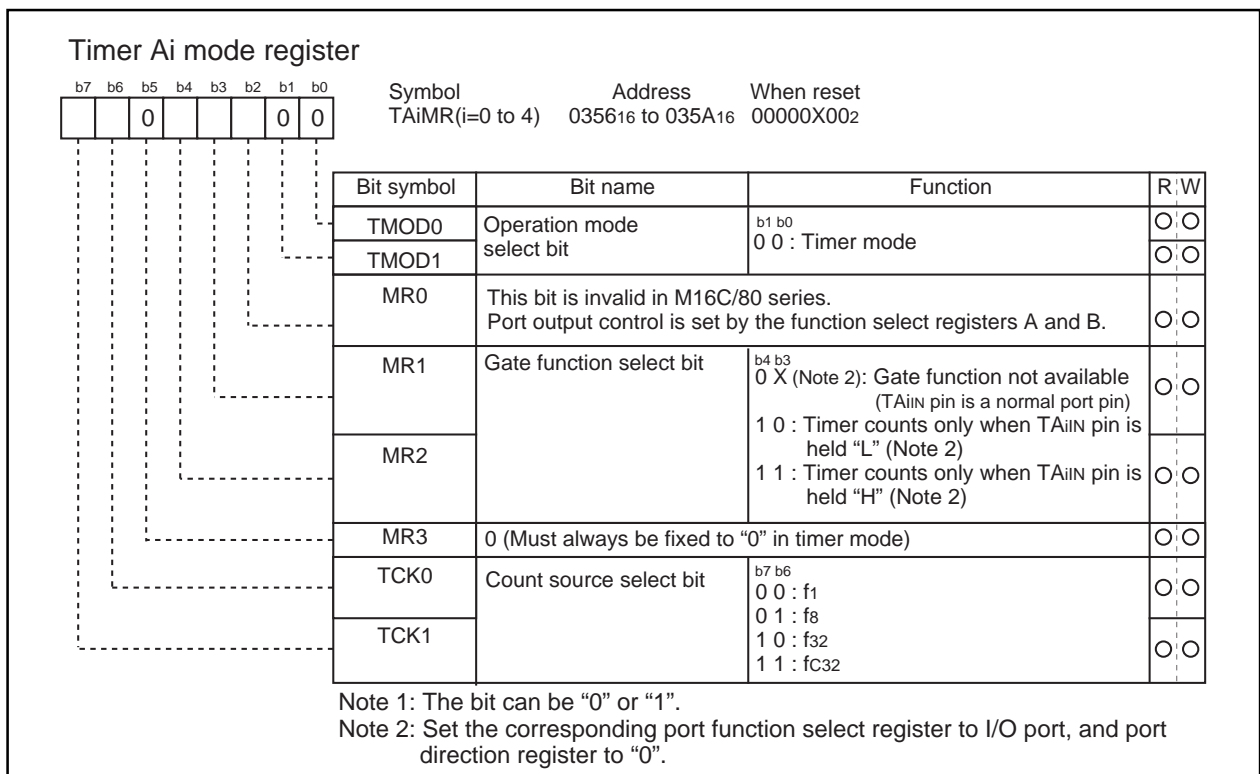 Timer Ai mode register
b7 b6 b5 b4 b3 b2 b1 b0
0 0 0
Symbol Address When reset
TAiMR(i=0 to 4) 035616 to 035A16 00000X002
Bit symbol Bit name Function R W
TMOD0 Operation mode select bit b1 b0
0 0 : Timer mode
TMOD1
MR0 This bit is invalid in M16C/80 series.
Port output control is set by the function select registers A and B.
MR1 Gate function select bit b4 b3
0 X (Note 2): Gate function not available
(TAiIN pin is a normal port pin)
1 0 : Timer counts only when TAiIN pin is
held “L” (Note 2)
MR2
1 1 : Timer counts only when TAiIN pin is
held “H” (Note 2)
MR3 0 (Must always be fixed to “0” in timer mode)
TCK0 Count source select bit b7 b6
0 0 : f1
0 1 : f8
TCK1
1 0 : f32
1 1 : fC32
Note 1: The bit can be “0” or “1”.
Note 2: Set the corresponding port function select register to I/O port, and port
direction register to “0”.